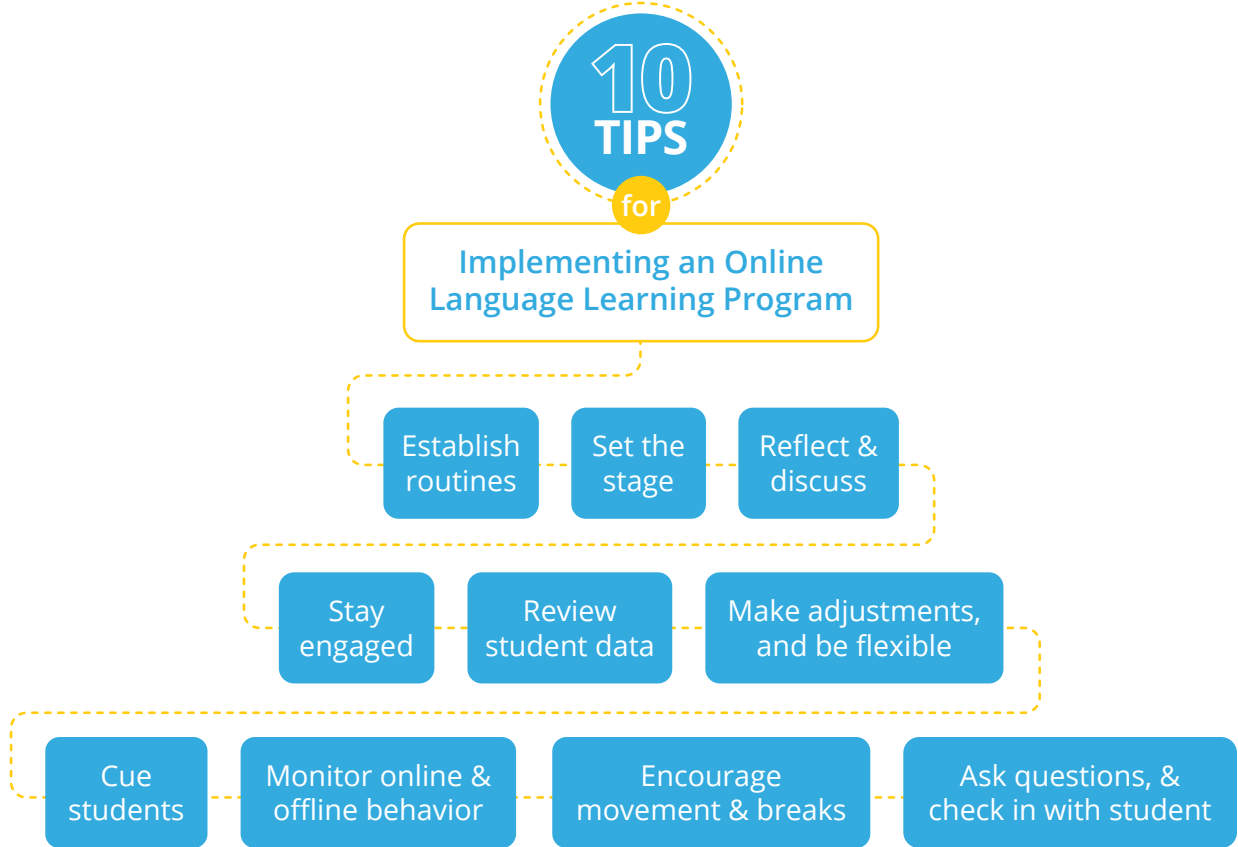 10
TIPS
for
Implementing an Online
Language Learning Program
Establish
routines
Set the
stage
Reflect &
discuss
Stay
engaged
Review
student data
Make adjustments,
and be flexible
Cue
students
Monitor online &
offline behavior
Encourage
movement & breaks
Ask questions, &
check in with student